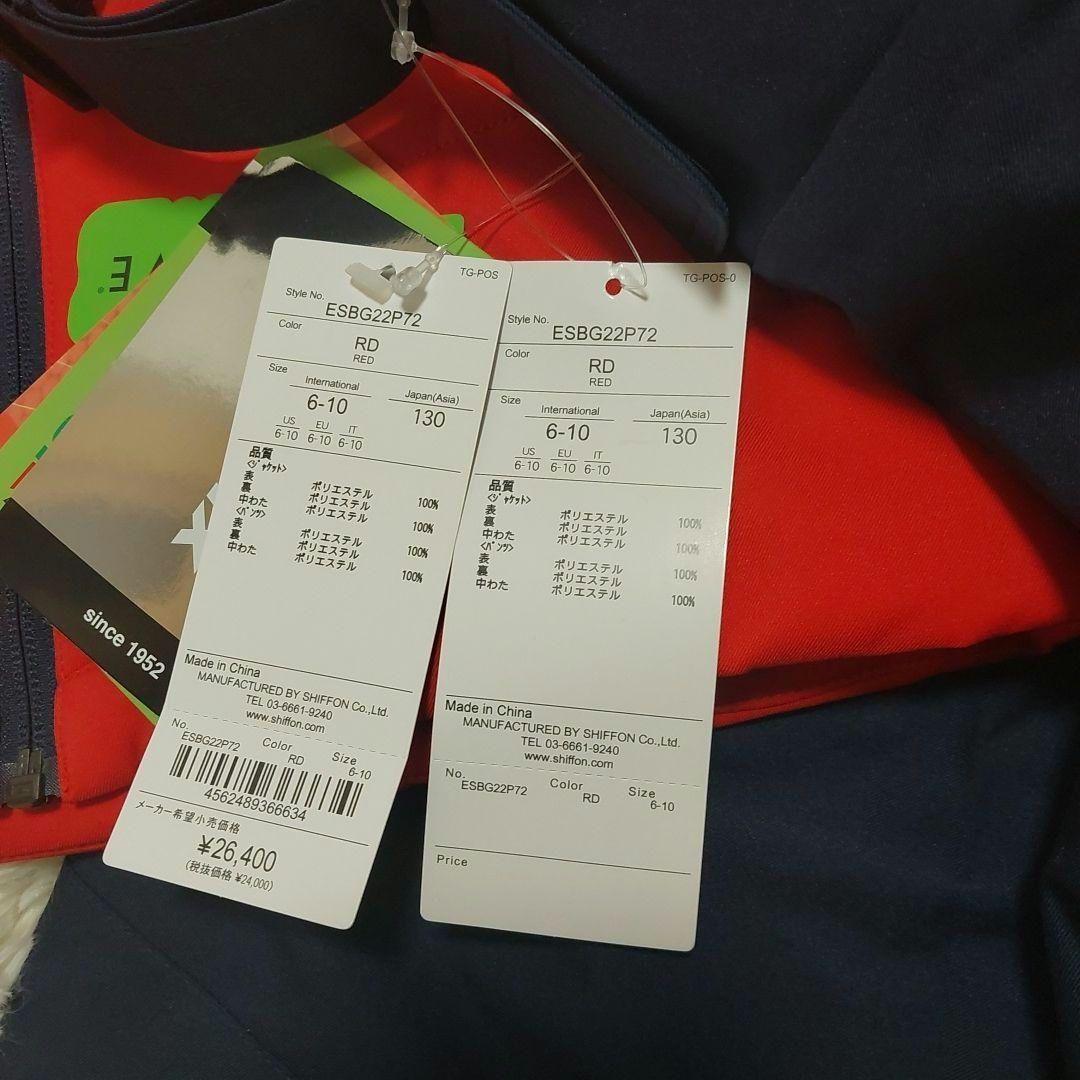 E
since 1952
TG-POS
Style No.
ESBG22P72
Color
RD
RED
Size
International
Japan(Asia)
6-10
130
US EU IT
6-10 6-10 6-10
品質
<ジャケット>
表 ポリエステル 100%
裏 ポリエステル 100%
中わた ポリエステル 100%
<パンツ>
表 ポリエステル 100%
裏 ポリエステル
中わた ポリエステル
Made in China
MANUFACTURED BY SHIFFON Co.,Ltd.
TEL 03-6661-9240
www.shiffon.com
No. Color Size
ESBG22P72 RD 6-10
4562489366634
メーカー希望小売価格
¥26,400
(税抜価格 ¥24,000)
TG-POS-0
Style No.
ESBG22P72
Color
RD
RED
Size
International
Japan(Asia)
6-10
130
US EU IT
6-10 6-10 6-10
品質
<ジャケット>
表 ポリエステル 100%
裏 ポリエステル 100%
中わた ポリエステル 100%
<パンツ>
表 ポリエステル 100%
裏 ポリエステル
中わた ポリエステル
Made in China
MANUFACTURED BY SHIFFON Co.,Ltd.
TEL 03-6661-9240
www.shiffon.com
No. Color Size
ESBG22P72 RD 6-10
Price